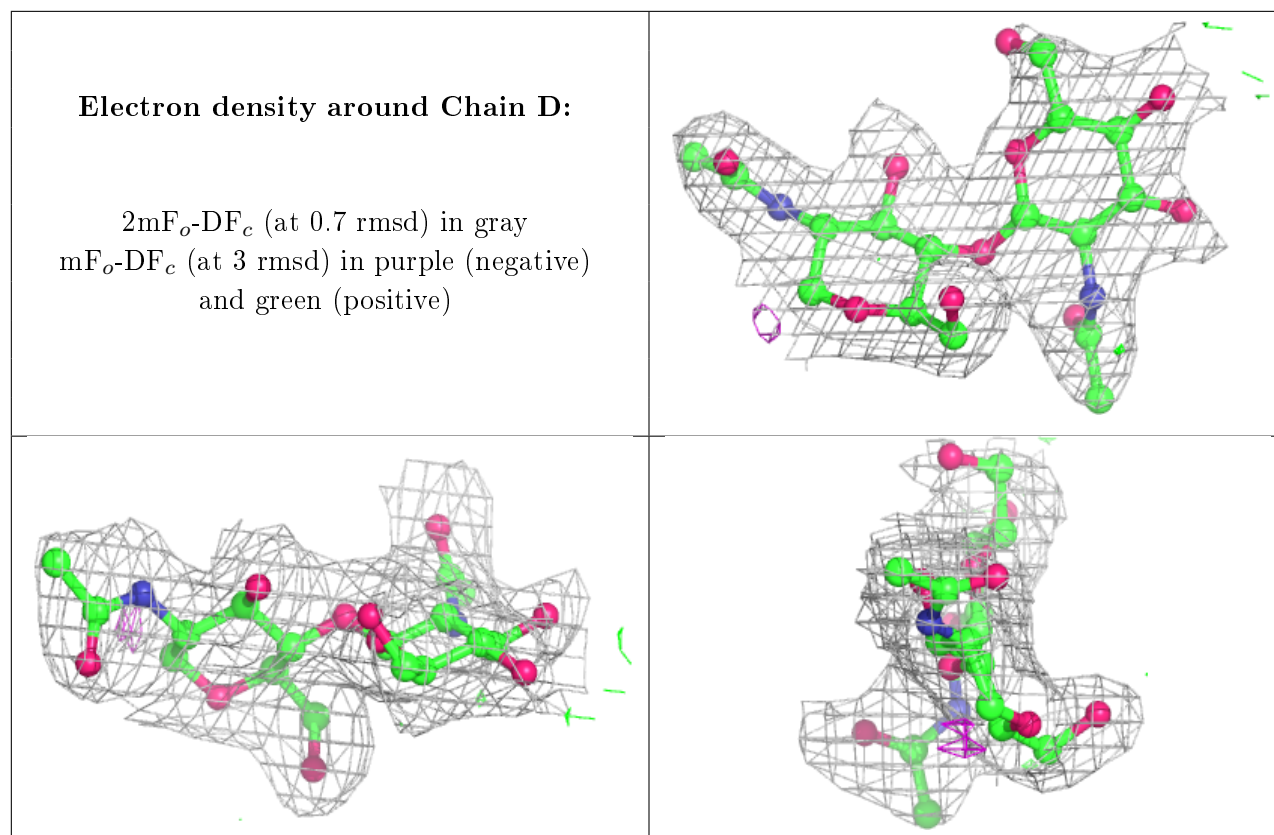 Electron density around Chain D:
2mFₒ-DF𝒸 (at 0.7 rmsd) in gray
mFₒ-DF𝒸 (at 3 rmsd) in purple (negative)
and green (positive)